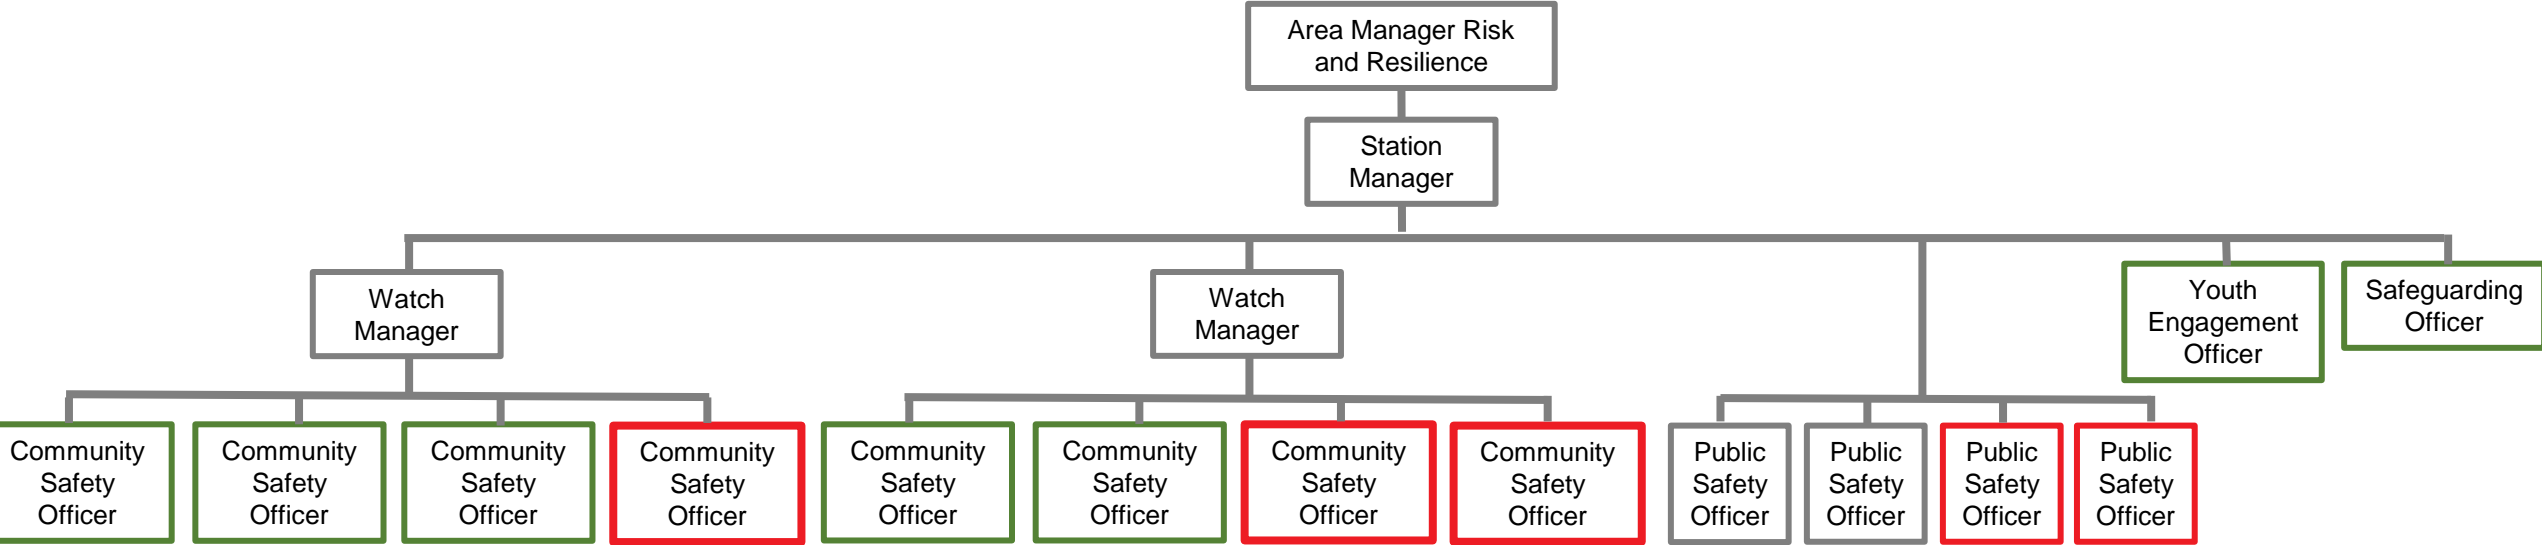 Area Manager Risk
and Resilience
Station
Manager
Watch
Manager
Watch
Manager
Youth
Engagement
Officer
Safeguarding
Officer
Community
Safety
Officer
Community
Safety
Officer
Community
Safety
Officer
Community
Safety
Officer
Community
Safety
Officer
Community
Safety
Officer
Community
Safety
Officer
Community
Safety
Officer
Public
Safety
Officer
Public
Safety
Officer
Public
Safety
Officer
Public
Safety
Officer